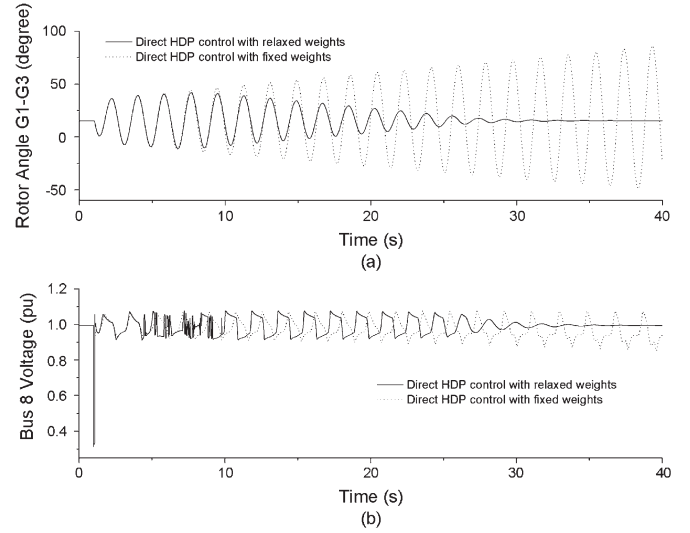 Rotor Angle G1-G3 (degree)
100
50
0
-50
Direct HDP control with relaxed weights
Direct HDP control with fixed weights
0 10 20 30 40
Time (s)
(a)
Bus 8 Voltage (pu)
1.2
1.0
0.8
0.6
0.4
Direct HDP control with relaxed weights
Direct HDP control with fixed weights
0 10 20 30 40
Time (s)
(b)